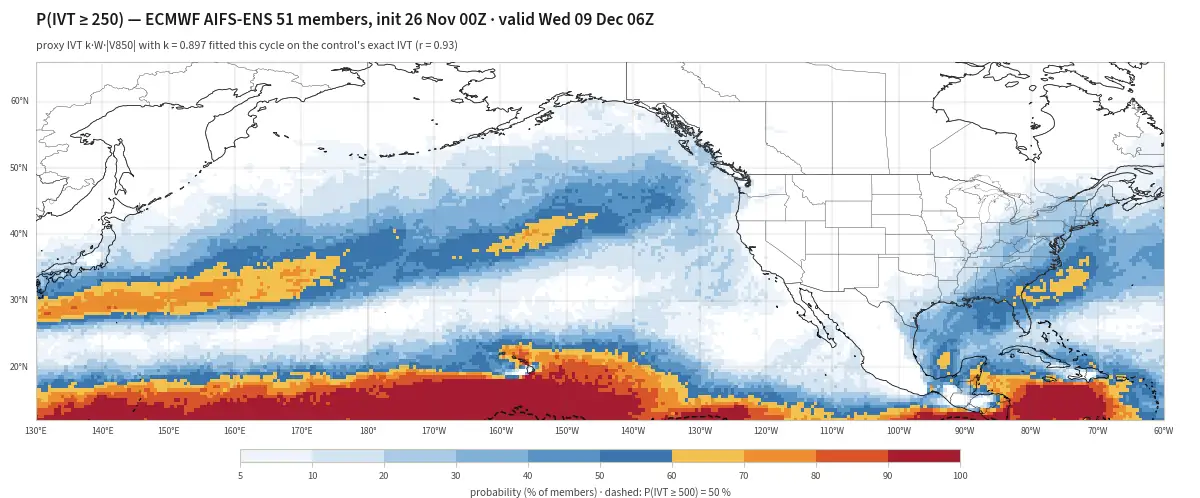 P(IVT ≥ 250) — ECMWF AIFS-ENS 51 members, init 26 Nov 00Z · valid Wed 09 Dec 06Z
proxy IVT k·W·|V850| with k = 0.897 fitted this cycle on the control's exact IVT (r = 0.93)
60°N
50°N
40°N
30°N
20°N
130°E 140°E 150°E 160°E 170°E 180° 170°W 160°W 150°W 140°W 130°W 120°W 110°W 100°W 90°W 80°W 70°W 60°W
5 10 20 30 40 50 60 70 80 90 100
probability (% of members) · dashed: P(IVT ≥ 500) = 50 %